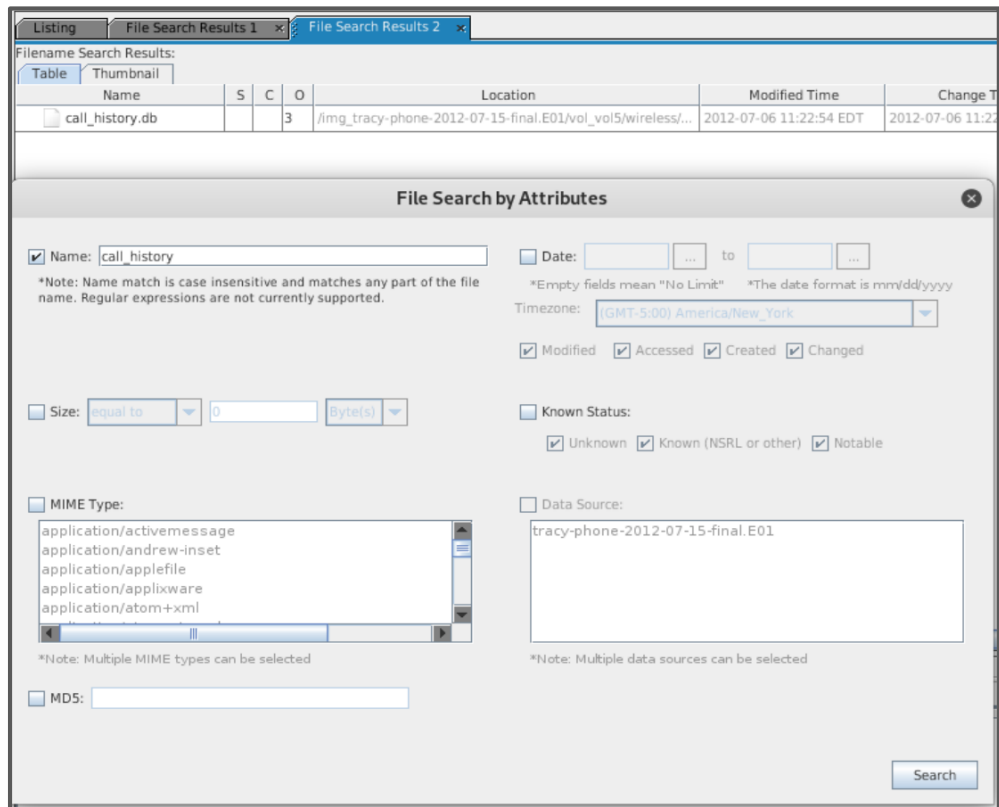 Listing
File Search Results 1
File Search Results 2
Filename Search Results:
Table Thumbnail
Name S C O Location Modified Time Change T
call_history.db 3 /img_tracy-phone-2012-07-15-final.E01/vol_vol5/wireless/... 2012-07-06 11:22:54 EDT 2012-07-06 11:22
File Search by Attributes
Name: call_history
*Note: Name match is case insensitive and matches any part of the file
name. Regular expressions are not currently supported.
Date: ... to ...
*Empty fields mean "No Limit" *The date format is mm/dd/yyyy
Timezone: (GMT-5:00) America/New_York
Modified Accessed Created Changed
Size: equal to 0 Byte(s)
Known Status:
Unknown Known (NSRL or other) Notable
MIME Type:
application/activemessage
application/andrew-inset
application/applefile
application/applixware
application/atom+xml
*Note: Multiple MIME types can be selected
Data Source:
tracy-phone-2012-07-15-final.E01
*Note: Multiple data sources can be selected
MD5:
Search